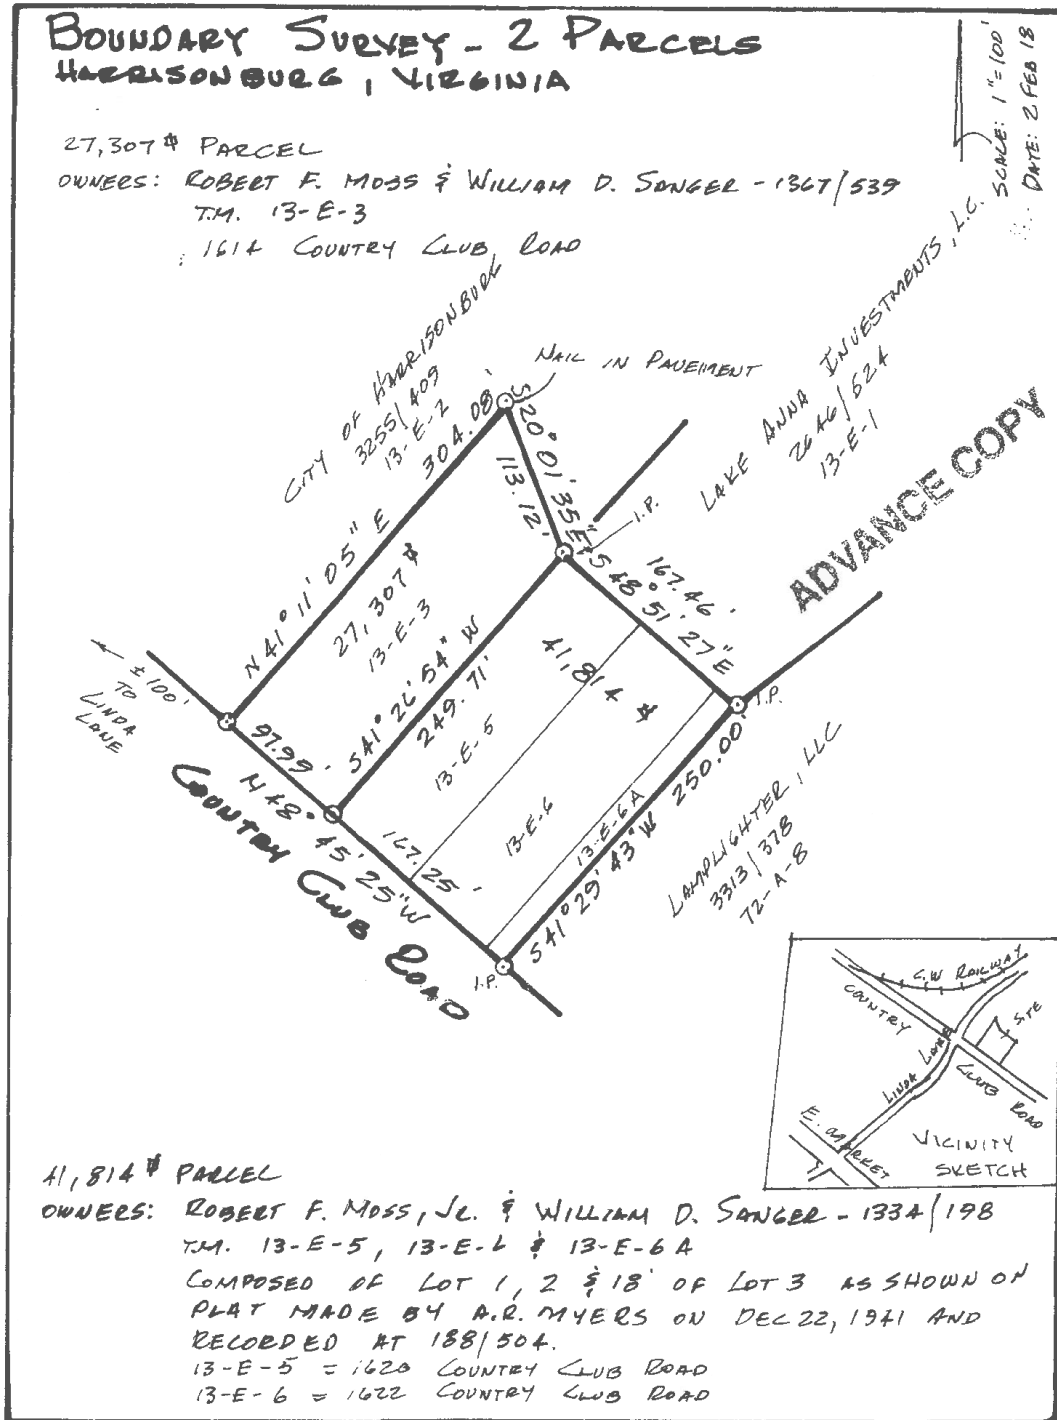 BOUNDARY SURVEY - 2 PARCELS
HARRISONBURG, VIRGINIA
SCALE: 1"=100'
DATE: 2 FEB 18
27,307 ⏍ PARCEL
OWNERS: ROBERT F. MOSS & WILLIAM D. SANGER - 1367/539
T.M. 13-E-3
1614 COUNTRY CLUB ROAD
CITY OF HARRISONBURG
3255/409
13-E-2
NAIL IN PAVEMENT
LAKE ANNA INVESTMENTS, L.C.
2646/524
13-E-1
ADVANCE COPY
N 41° 11' 05" E 304.08'
S 20° 01' 35" E
113.12'
I.P.
27,307 ⏍
13-E-3
S 48° 51' 27" E
167.46'
S 41° 26' 54" W
249.71'
41,814 ⏍
I.P.
± 100'
TO
LINDA
LANE
97.99'
13-E-5
13-E-6
13-E-6A
N 48° 45' 25" W
167.25'
S 41° 29' 43" W 250.00'
COUNTRY CLUB ROAD
I.P.
LAMPLIGHTER, LLC
3313/378
72-A-8
C.W RAILWAY
COUNTRY
CLUB ROAD
SITE
LINDA LANE
E. MARKET
VICINITY
SKETCH
41,814 ⏍ PARCEL
OWNERS: ROBERT F. MOSS, JR. & WILLIAM D. SANGER - 1334/198
T.M. 13-E-5, 13-E-6 & 13-E-6A
COMPOSED OF LOT 1, 2 & 18' OF LOT 3 AS SHOWN ON
PLAT MADE BY A.R. MYERS ON DEC 22, 1941 AND
RECORDED AT 188/504.
13-E-5 = 1620 COUNTRY CLUB ROAD
13-E-6 = 1622 COUNTRY CLUB ROAD